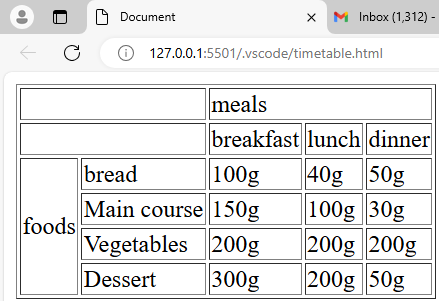 Document
Inbox (1,312) -
127.0.0.1:5501/.vscode/timetable.html
meals
breakfast lunch dinner
foods
bread 100g 40g 50g
Main course 150g 100g 30g
Vegetables 200g 200g 200g
Dessert 300g 200g 50g